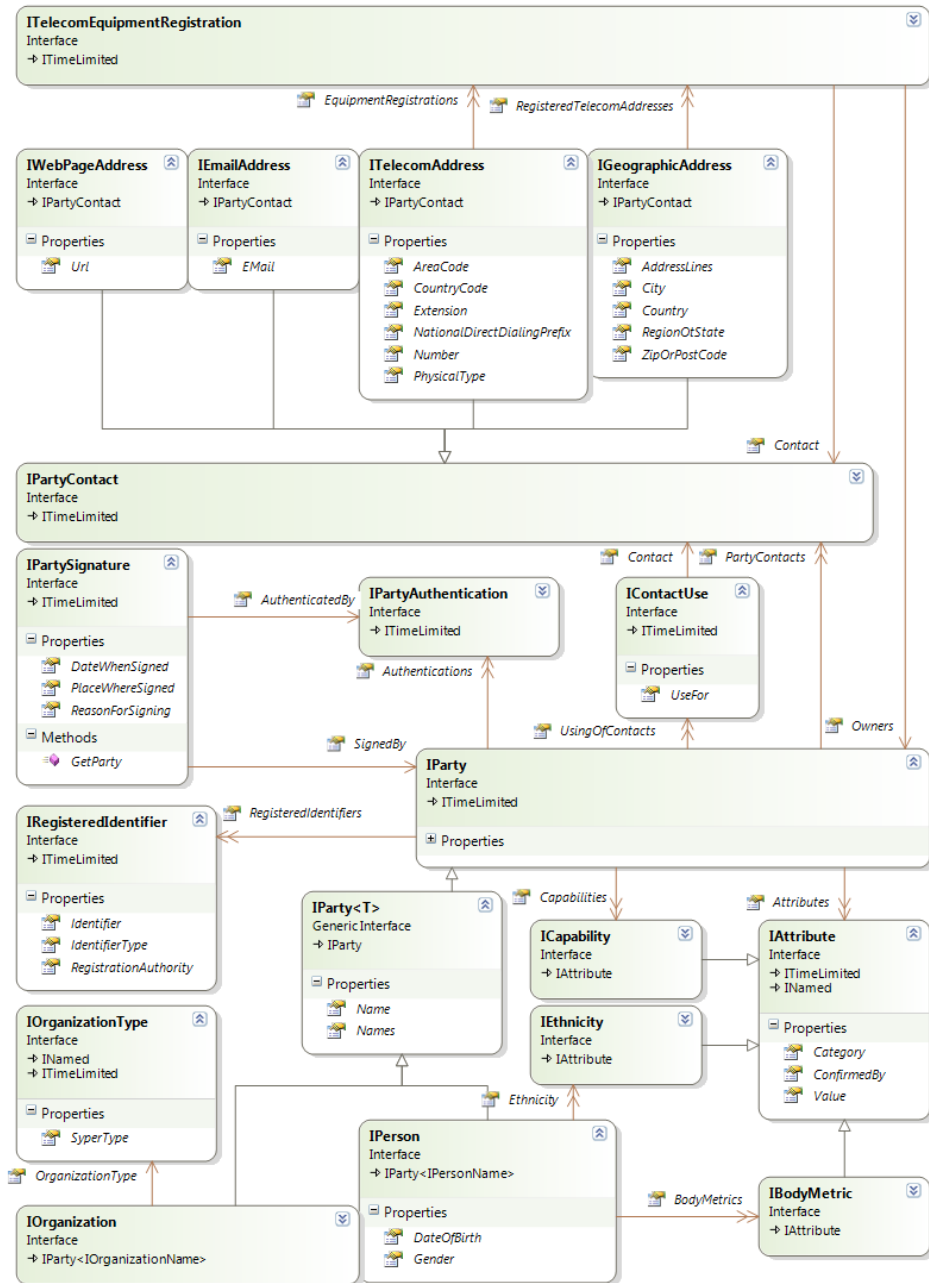 ITelecomEquipmentRegistration
Interface
→ ITimeLimited
EquipmentRegistrations
RegisteredTelecomAddresses
IWebPageAddress
Interface
→ IPartyContact
Properties
Url
IEmailAddress
Interface
→ IPartyContact
Properties
EMail
ITelecomAddress
Interface
→ IPartyContact
Properties
AreaCode
CountryCode
Extension
NationalDirectDialingPrefix
Number
PhysicalType
IGeographicAddress
Interface
→ IPartyContact
Properties
AddressLines
City
Country
RegionOtState
ZipOrPostCode
Contact
IPartyContact
Interface
→ ITimeLimited
Contact
PartyContacts
IPartySignature
Interface
→ ITimeLimited
Properties
DateWhenSigned
PlaceWhereSigned
ReasonForSigning
Methods
GetParty
AuthenticatedBy
IPartyAuthentication
Interface
→ ITimeLimited
Authentications
IContactUse
Interface
→ ITimeLimited
Properties
UseFor
UsingOfContacts
Owners
SignedBy
IParty
Interface
→ ITimeLimited
Properties
RegisteredIdentifiers
IRegisteredIdentifier
Interface
→ ITimeLimited
Properties
Identifier
IdentifierType
RegistrationAuthority
IParty<T>
Generic Interface
→ IParty
Properties
Name
Names
Capabilities
Attributes
ICapability
Interface
→ IAttribute
IAttribute
Interface
→ ITimeLimited
→ INamed
Properties
Category
ConfirmedBy
Value
IEthnicity
Interface
→ IAttribute
IOrganizationType
Interface
→ INamed
→ ITimeLimited
Properties
SyperType
Ethnicity
OrganizationType
IPerson
Interface
→ IParty<IPersonName>
Properties
DateOfBirth
Gender
BodyMetrics
IBodyMetric
Interface
→ IAttribute
IOrganization
Interface
→ IParty<IOrganizationName>